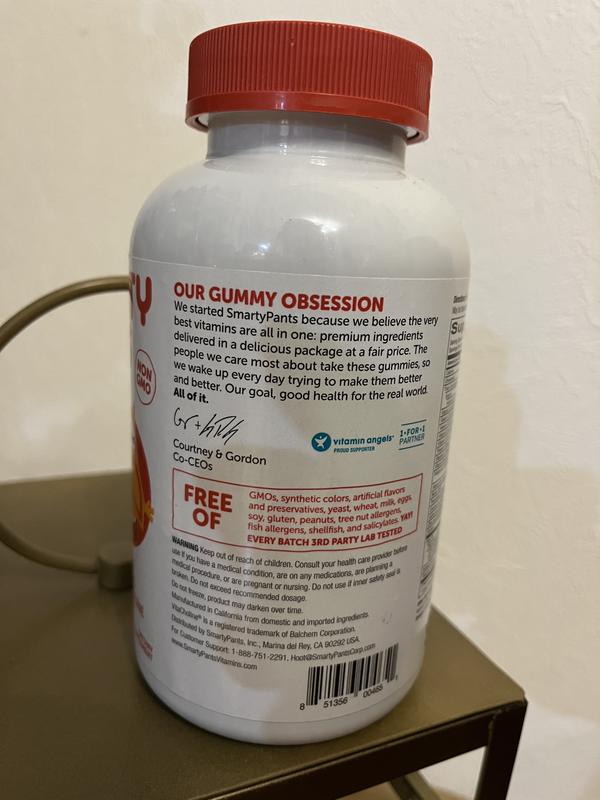 TY
NON
GMO
OUR GUMMY OBSESSION
We started SmartyPants because we believe the very
best vitamins are all in one: premium ingredients
delivered in a delicious package at a fair price. The
people we care most about take these gummies, so
we wake up every day trying to make them better
and better. Our goal, good health for the real world.
All of it.
Courtney & Gordon
Co-CEOs
vitamin angels
PROUD SUPPORTER
1•FOR•1
PARTNER
FREE
OF
GMOs, synthetic colors, artificial flavors
and preservatives, yeast, wheat, milk, eggs,
soy, gluten, peanuts, tree nut allergens,
fish allergens, shellfish, and salicylates. YAY!
EVERY BATCH 3RD PARTY LAB TESTED
WARNING Keep out of reach of children. Consult your health care provider before
use if you have a medical condition, are on any medications, are planning a
medical procedure, or are pregnant or nursing. Do not use if inner safety seal is
broken. Do not exceed recommended dosage.
Do not freeze, product may darken over time.
Manufactured in California from domestic and imported ingredients.
VitaCholine® is a registered trademark of Balchem Corporation.
Distributed by SmartyPants, Inc., Marina del Rey, CA 90292 USA.
For Customer Support: 1-888-751-2291, Hoot@SmartyPantsCorp.com
www.SmartyPantsVitamins.com
8 51356 00465
Sup